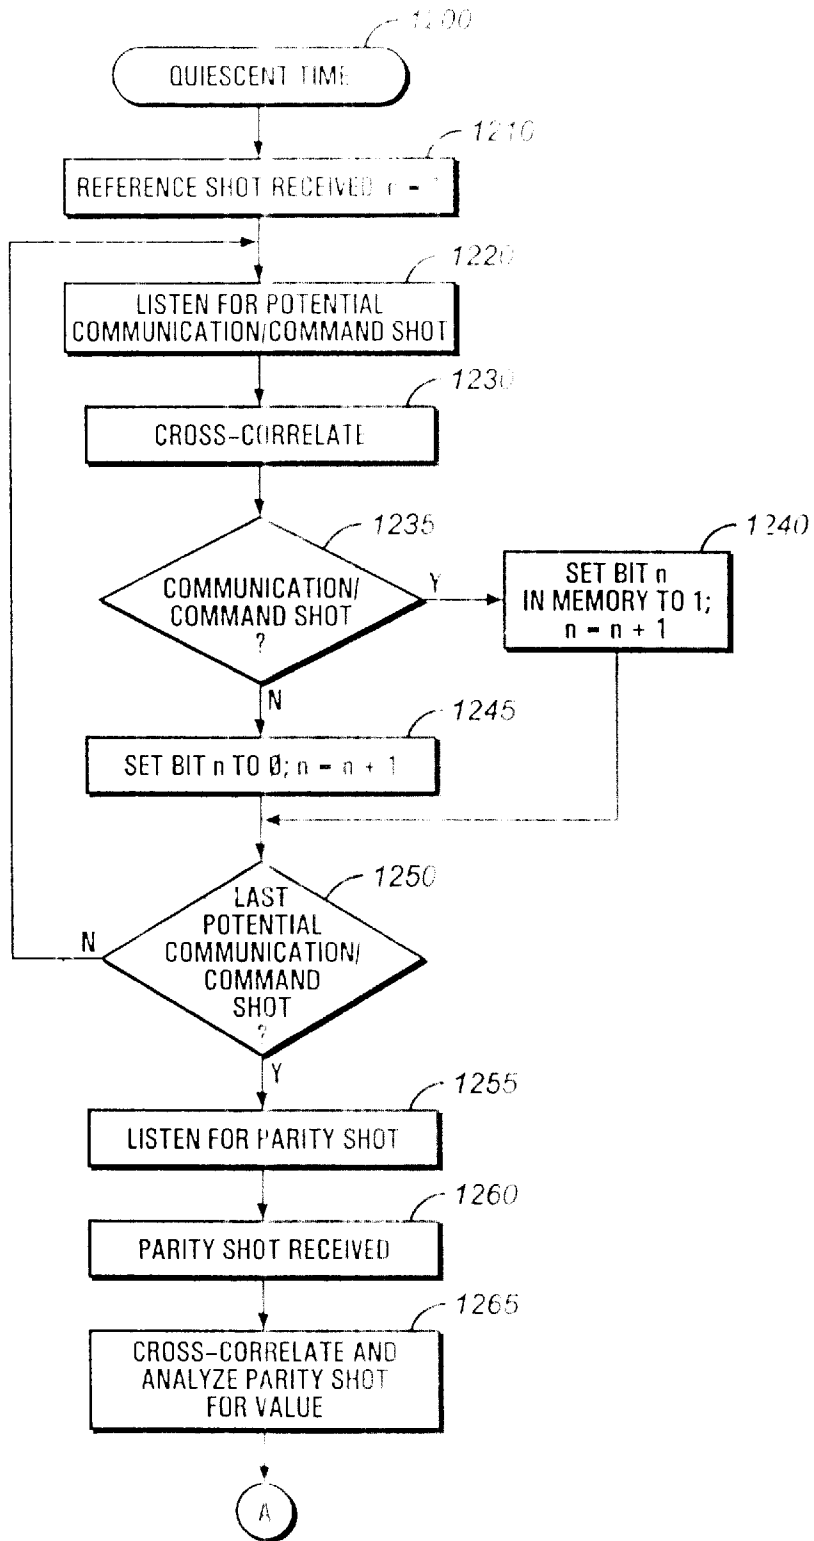 1200
QUIESCENT TIME
1210
REFERENCE SHOT RECEIVED n = 1
1220
LISTEN FOR POTENTIAL
COMMUNICATION/COMMAND SHOT
1230
CROSS-CORRELATE
1235
COMMUNICATION/
COMMAND SHOT
?
Y
1240
SET BIT n
IN MEMORY TO 1;
n = n + 1
N
1245
SET BIT n TO Ø; n = n + 1
1250
LAST
POTENTIAL
COMMUNICATION/
COMMAND
SHOT
?
N
Y
1255
LISTEN FOR PARITY SHOT
1260
PARITY SHOT RECEIVED
1265
CROSS-CORRELATE AND
ANALYZE PARITY SHOT
FOR VALUE
A